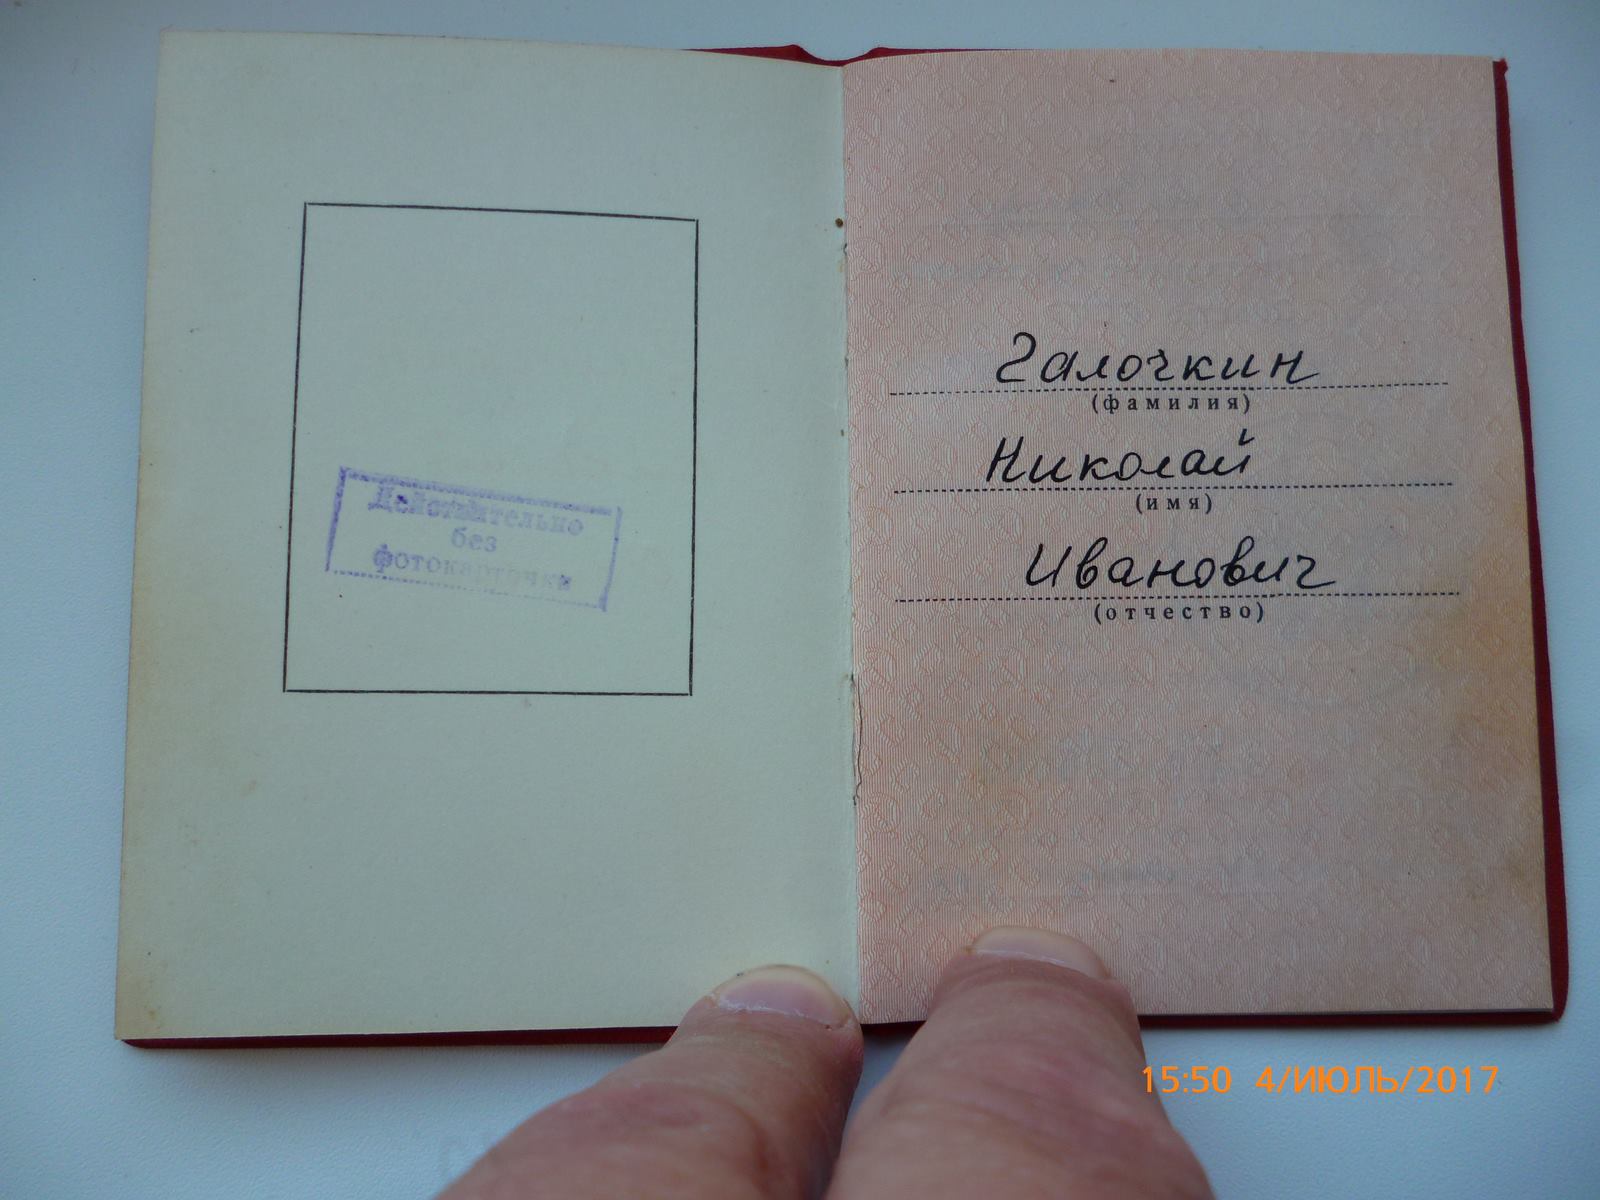 Действительно
без
фотокарточки
Галочкин
(фамилия)
Николай
(имя)
Иванович
(отчество)
15:50 4/ИЮЛЬ/2017